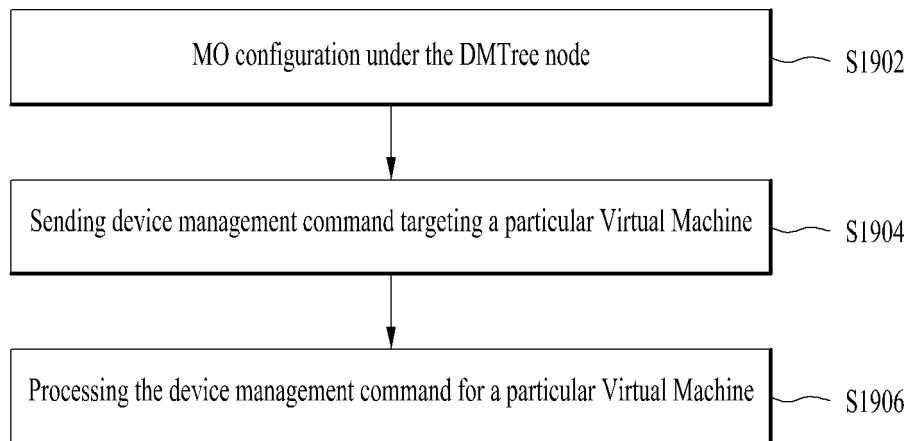 MO configuration under the DMTree node
S1902
Sending device management command targeting a particular Virtual Machine
S1904
Processing the device management command for a particular Virtual Machine
S1906